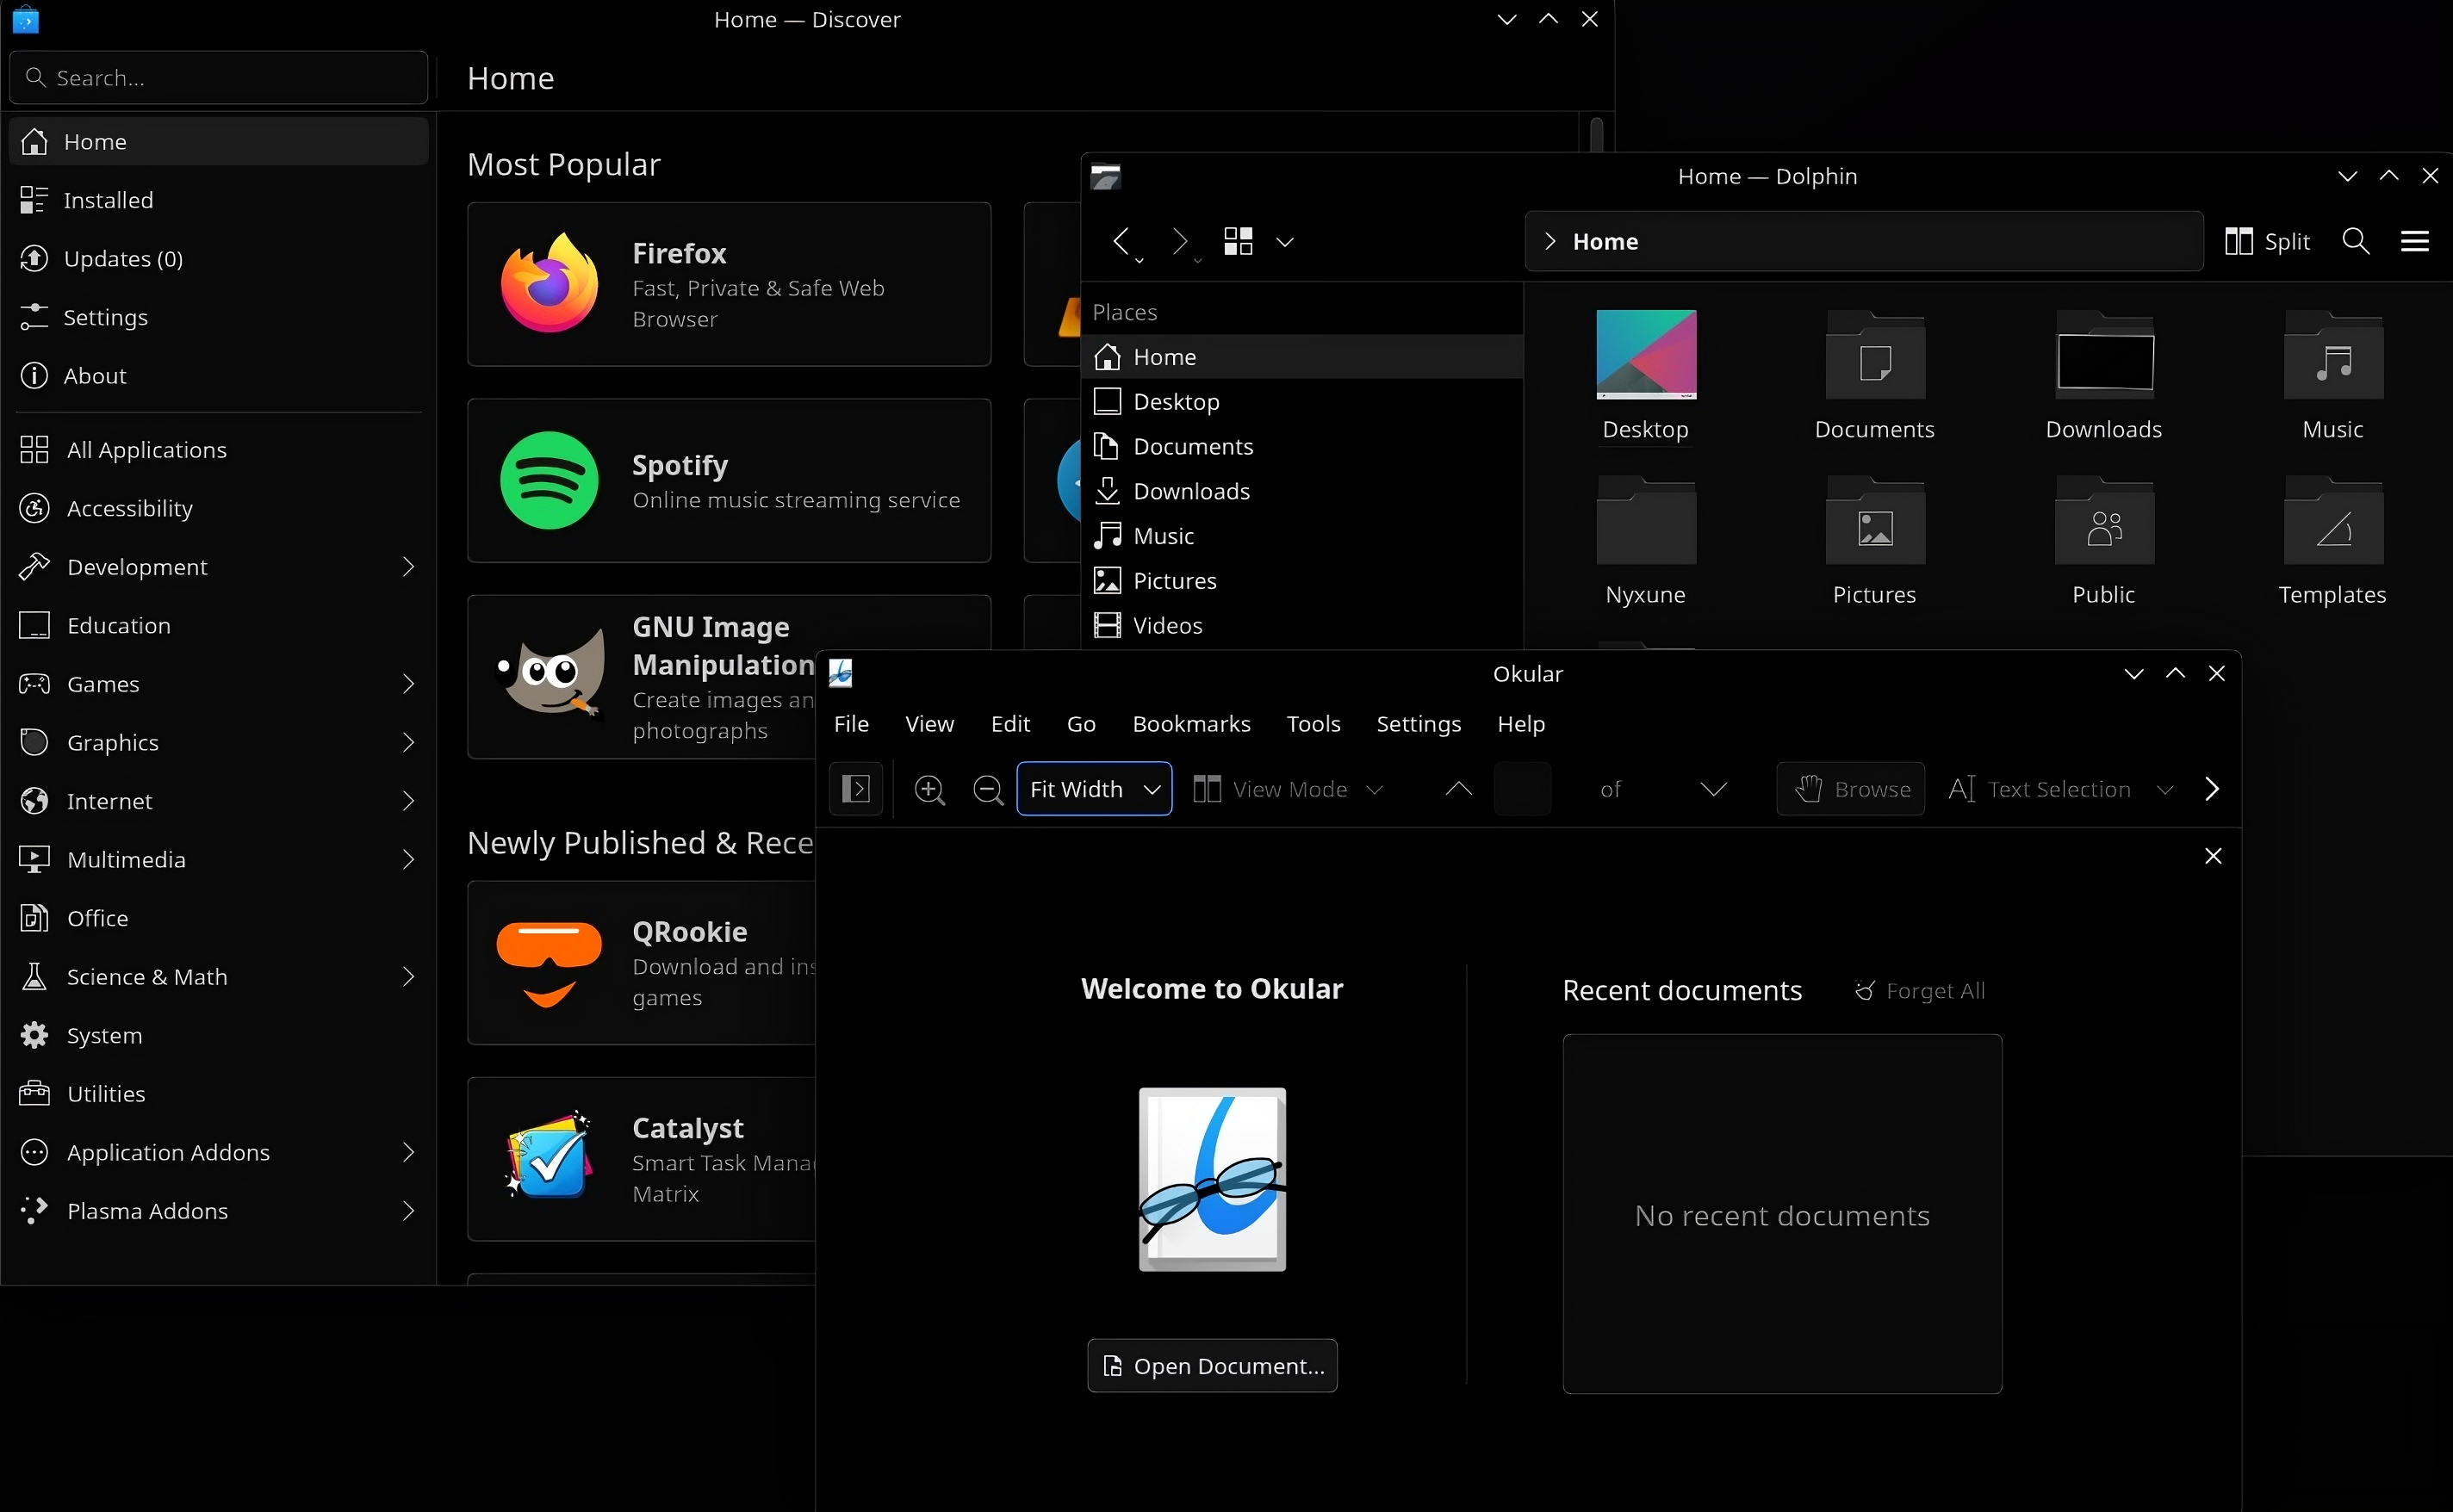 Home — Discover
Search...
Home
Home
Installed
Updates (0)
Settings
About
All Applications
Accessibility
Development
Education
Games
Graphics
Internet
Multimedia
Office
Science & Math
System
Utilities
Application Addons
Plasma Addons
Most Popular
Firefox
Fast, Private & Safe Web
Browser
Spotify
Online music streaming service
GNU Image
Manipulation
Create images an
photographs
Newly Published & Rece
QRookie
Download and ins
games
Catalyst
Smart Task Mana
Matrix
Home — Dolphin
Home
Split
Places
Home
Desktop
Documents
Downloads
Music
Pictures
Videos
Desktop
Documents
Downloads
Music
Nyxune
Pictures
Public
Templates
Okular
File View Edit Go Bookmarks Tools Settings Help
Fit Width View Mode of Browse Text Selection
Welcome to Okular
Open Document...
Recent documents Forget All
No recent documents